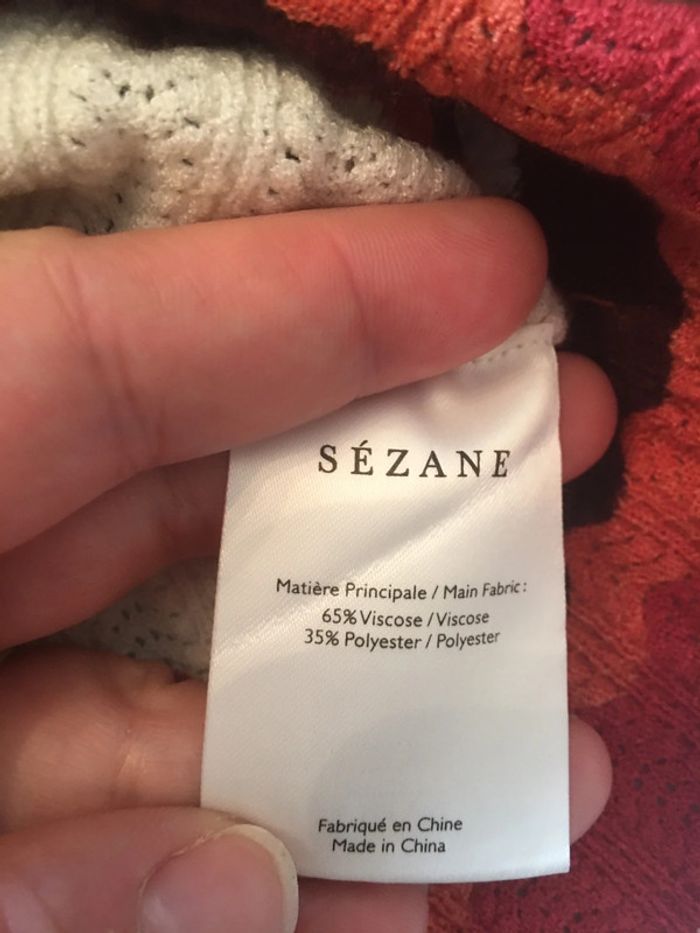 SÉZANE
Matière Principale / Main Fabric :
65% Viscose / Viscose
35% Polyester / Polyester
Fabriqué en Chine
Made in China